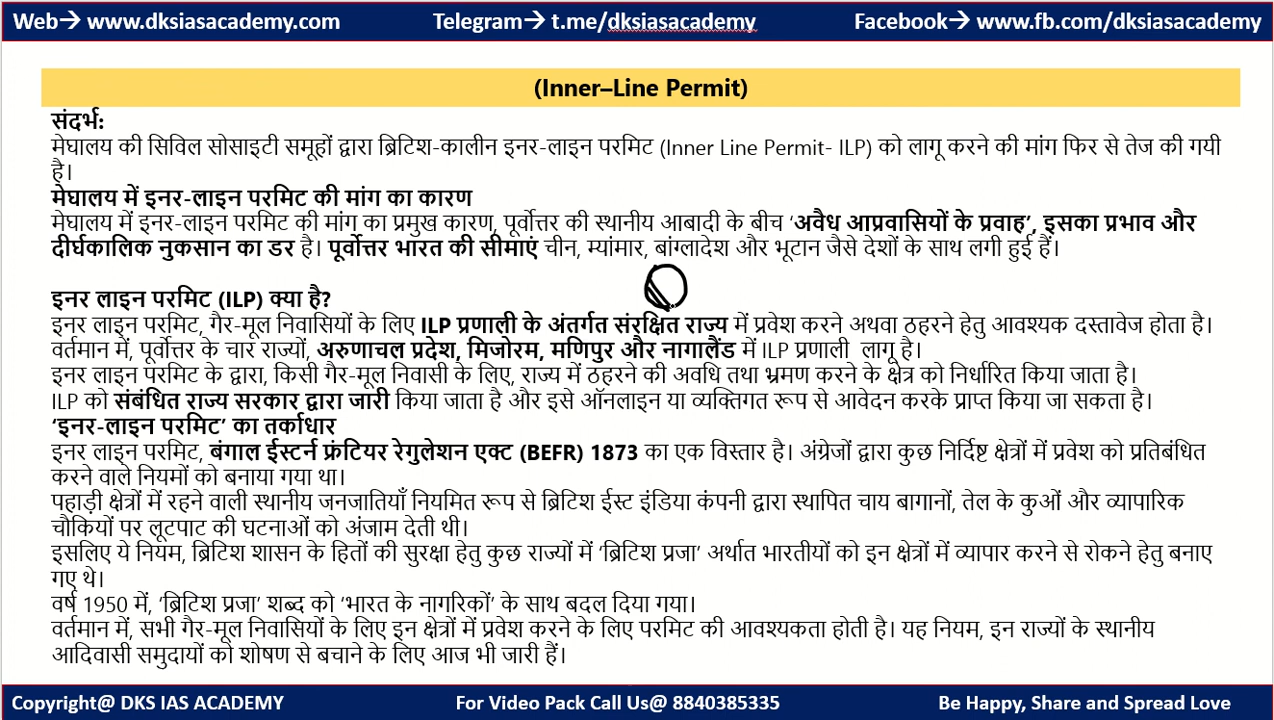 Web→ www.dksiasacademy.com Telegram→ t.me/dksiasacademy Facebook→ www.fb.com/dksiasacademy
(Inner–Line Permit)
संदर्भ:
मेघालय की सिविल सोसाइटी समूहों द्वारा ब्रिटिश-कालीन इनर-लाइन परमिट (Inner Line Permit- ILP) को लागू करने की मांग फिर से तेज की गयी
है।
मेघालय में इनर-लाइन परमिट की मांग का कारण
मेघालय में इनर-लाइन परमिट की मांग का प्रमुख कारण, पूर्वोत्तर की स्थानीय आबादी के बीच ‘अवैध आप्रवासियों के प्रवाह’, इसका प्रभाव और
दीर्घकालिक नुकसान का डर है। पूर्वोत्तर भारत की सीमाएं चीन, म्यांमार, बांग्लादेश और भूटान जैसे देशों के साथ लगी हुई हैं।
इनर लाइन परमिट (ILP) क्या है?
इनर लाइन परमिट, गैर-मूल निवासियों के लिए ILP प्रणाली के अंतर्गत संरक्षित राज्य में प्रवेश करने अथवा ठहरने हेतु आवश्यक दस्तावेज होता है।
वर्तमान में, पूर्वोत्तर के चार राज्यों, अरुणाचल प्रदेश, मिजोरम, मणिपुर और नागालैंड में ILP प्रणाली लागू है।
इनर लाइन परमिट के द्वारा, किसी गैर-मूल निवासी के लिए, राज्य में ठहरने की अवधि तथा भ्रमण करने के क्षेत्र को निर्धारित किया जाता है।
ILP को संबंधित राज्य सरकार द्वारा जारी किया जाता है और इसे ऑनलाइन या व्यक्तिगत रूप से आवेदन करके प्राप्त किया जा सकता है।
‘इनर-लाइन परमिट’ का तर्काधार
इनर लाइन परमिट, बंगाल ईस्टर्न फ्रंटियर रेगुलेशन एक्ट (BEFR) 1873 का एक विस्तार है। अंग्रेजों द्वारा कुछ निर्दिष्ट क्षेत्रों में प्रवेश को प्रतिबंधित
करने वाले नियमों को बनाया गया था।
पहाड़ी क्षेत्रों में रहने वाली स्थानीय जनजातियाँ नियमित रूप से ब्रिटिश ईस्ट इंडिया कंपनी द्वारा स्थापित चाय बागानों, तेल के कुओं और व्यापारिक
चौकियों पर लूटपाट की घटनाओं को अंजाम देती थी।
इसलिए ये नियम, ब्रिटिश शासन के हितों की सुरक्षा हेतु कुछ राज्यों में ‘ब्रिटिश प्रजा’ अर्थात भारतीयों को इन क्षेत्रों में व्यापार करने से रोकने हेतु बनाए
गए थे।
वर्ष 1950 में, ‘ब्रिटिश प्रजा’ शब्द को ‘भारत के नागरिकों’ के साथ बदल दिया गया।
वर्तमान में, सभी गैर-मूल निवासियों के लिए इन क्षेत्रों में प्रवेश करने के लिए परमिट की आवश्यकता होती है। यह नियम, इन राज्यों के स्थानीय
आदिवासी समुदायों को शोषण से बचाने के लिए आज भी जारी हैं।
Copyright@ DKS IAS ACADEMY For Video Pack Call Us@ 8840385335 Be Happy, Share and Spread Love